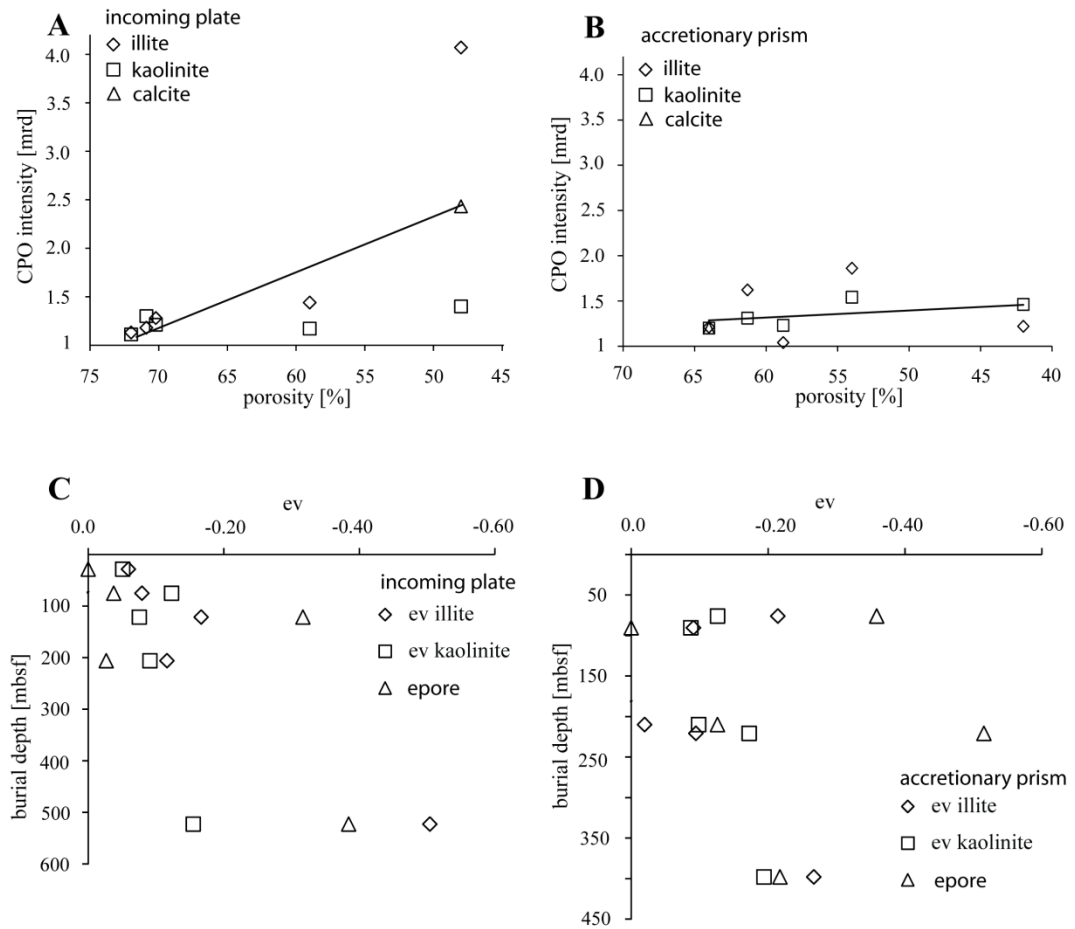 A
incoming plate
illite
kaolinite
calcite
4.0
3.5
3.0
2.5
2.0
1.5
1
CPO intensity [mrd]
75 70 60 50 45
porosity [%]
B
accretionary prism
illite
kaolinite
calcite
4.0
3.5
3.0
2.5
2.0
1.5
1
CPO intensity [mrd]
70 65 60 55 50 45 40
porosity [%]
C
ev
0.0 -0.20 -0.40 -0.60
100
200
300
400
500
600
burial depth [mbsf]
incoming plate
ev illite
ev kaolinite
epore
D
ev
0.0 -0.20 -0.40 -0.60
50
150
250
350
450
burial depth [mbsf]
accretionary prism
ev illite
ev kaolinite
epore